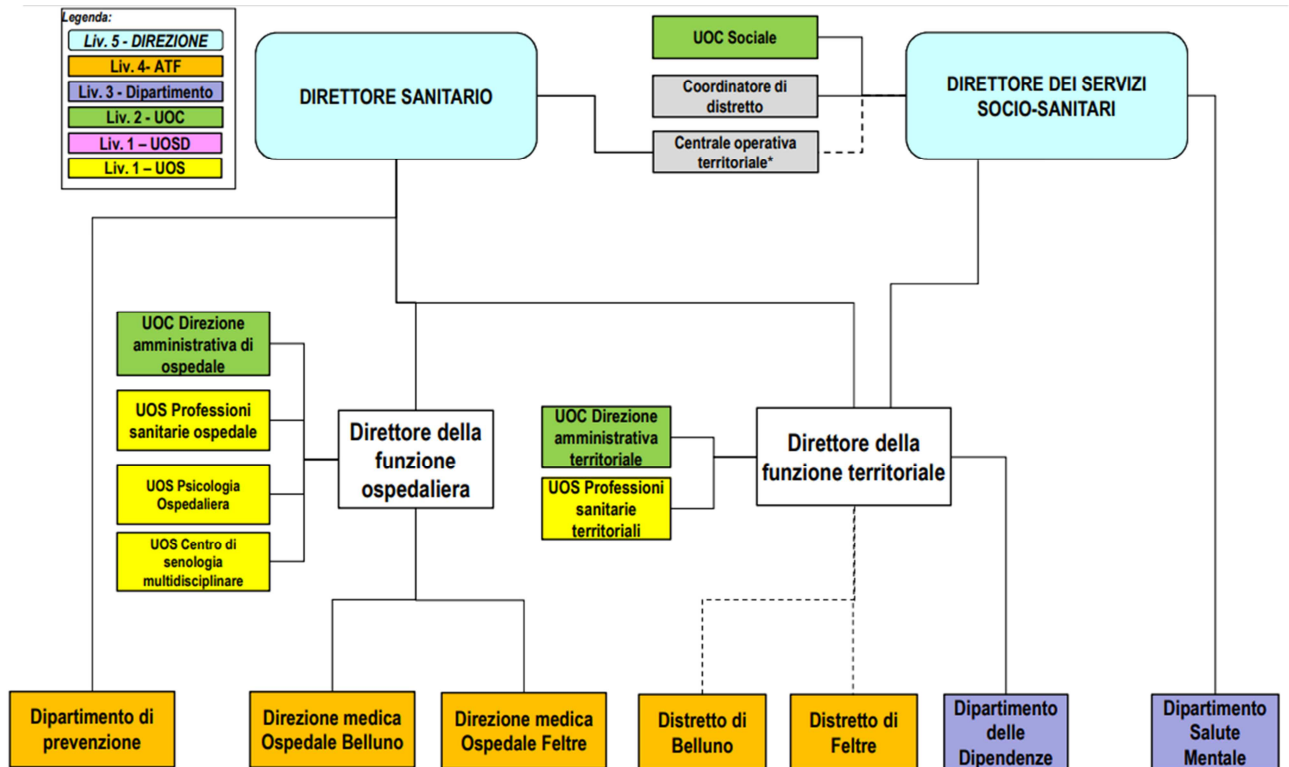 Legenda:
Liv. 5 - DIREZIONE
Liv. 4- ATF
Liv. 3 - Dipartimento
Liv. 2 - UOC
Liv. 1 – UOSD
Liv. 1 – UOS
DIRETTORE SANITARIO
UOC Sociale
Coordinatore di
distretto
Centrale operativa
territoriale*
DIRETTORE DEI SERVIZI
SOCIO-SANITARI
UOC Direzione
amministrativa di
ospedale
UOS Professioni
sanitarie ospedale
UOS Psicologia
Ospedaliera
UOS Centro di
senologia
multidisciplinare
Direttore della
funzione
ospedaliera
UOC Direzione
amministrativa
territoriale
UOS Professioni
sanitarie
territoriali
Direttore della
funzione territoriale
Dipartimento di
prevenzione
Direzione medica
Ospedale Belluno
Direzione medica
Ospedale Feltre
Distretto di
Belluno
Distretto di
Feltre
Dipartimento
delle
Dipendenze
Dipartimento
Salute
Mentale